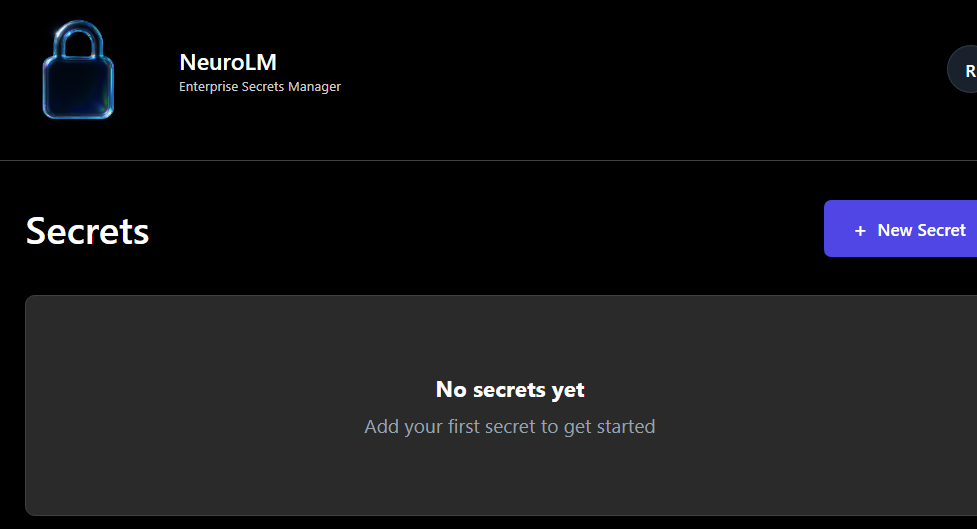 NeuroLM
Enterprise Secrets Manager
R
Secrets
+ New Secret
No secrets yet
Add your first secret to get started